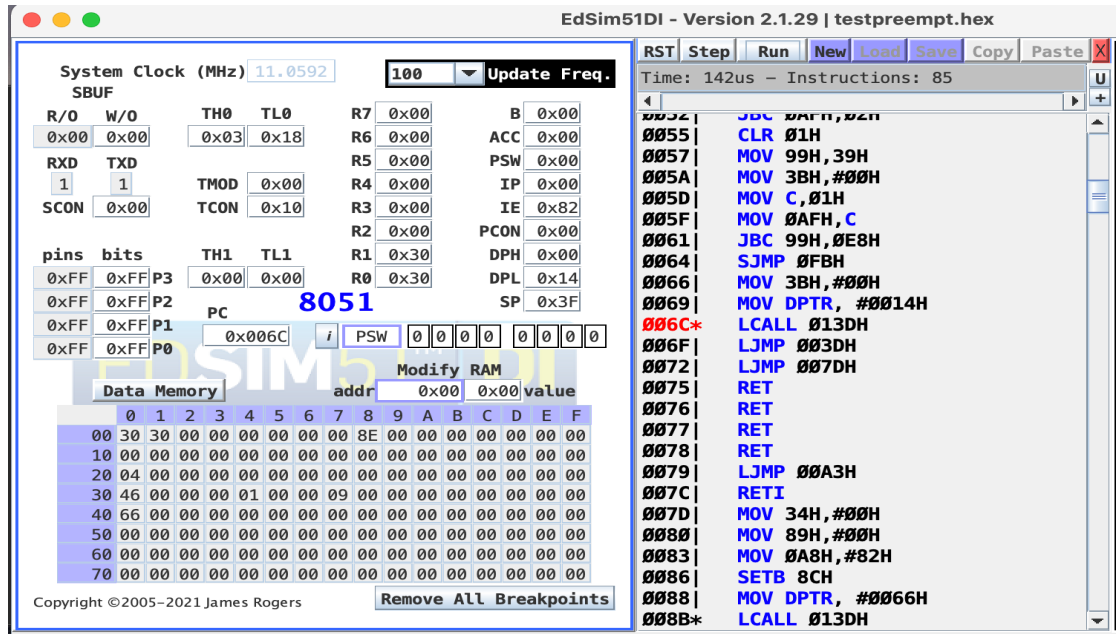 EdSim51DI - Version 2.1.29 | testpreempt.hex
System Clock (MHz) 11.0592
100 Update Freq.
SBUF
R/O W/O TH0 TL0 R7 0x00 B 0x00
0x00 0x00 0x03 0x18 R6 0x00 ACC 0x00
RXD TXD R5 0x00 PSW 0x00
1 1 TMOD 0x00 R4 0x00 IP 0x00
SCON 0x00 TCON 0x10 R3 0x00 IE 0x82
R2 0x00 PCON 0x00
pins bits TH1 TL1 R1 0x30 DPH 0x00
0xFF 0xFF P3 0x00 0x00 R0 0x30 DPL 0x14
0xFF 0xFF P2 PC 8051 SP 0x3F
0xFF 0xFF P1 0x006C i PSW 0 0 0 0 0 0 0 0
0xFF 0xFF P0
EDSIM51DI
TM
Modify RAM
Data Memory addr 0x00 0x00 value
0 1 2 3 4 5 6 7 8 9 A B C D E F
00 30 30 00 00 00 00 00 00 8E 00 00 00 00 00 00 00
10 00 00 00 00 00 00 00 00 00 00 00 00 00 00 00 00
20 04 00 00 00 00 00 00 00 00 00 00 00 00 00 00 00
30 46 00 00 00 01 00 00 09 00 00 00 00 00 00 00 00
40 66 00 00 00 00 00 00 00 00 00 00 00 00 00 00 00
50 00 00 00 00 00 00 00 00 00 00 00 00 00 00 00 00
60 00 00 00 00 00 00 00 00 00 00 00 00 00 00 00 00
70 00 00 00 00 00 00 00 00 00 00 00 00 00 00 00 00
Copyright ©2005-2021 James Rogers Remove All Breakpoints
RST Step Run New Load Save Copy Paste X
Time: 142us - Instructions: 85 U
+
0052| JBC 0AFH,02H
0055| CLR 01H
0057| MOV 99H,39H
005A| MOV 3BH,#00H
005D| MOV C,01H
005F| MOV 0AFH,C
0061| JBC 99H,0E8H
0064| SJMP 0FBH
0066| MOV 3BH,#00H
0069| MOV DPTR, #0014H
006C* LCALL 013DH
006F| LJMP 003DH
0072| LJMP 007DH
0075| RET
0076| RET
0077| RET
0078| RET
0079| LJMP 00A3H
007C| RETI
007D| MOV 34H,#00H
0080| MOV 89H,#00H
0083| MOV 0A8H,#82H
0086| SETB 8CH
0088| MOV DPTR, #0066H
008B* LCALL 013DH